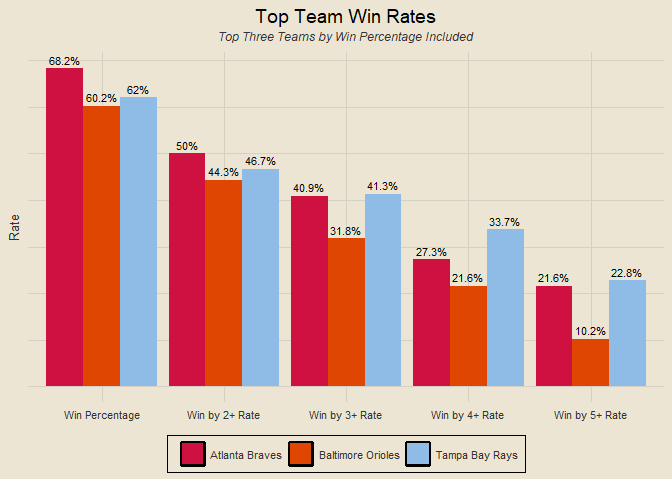 Top Team Win Rates
Top Three Teams by Win Percentage Included
68.2%
60.2%
62%
50%
44.3%
46.7%
40.9%
31.8%
41.3%
27.3%
21.6%
33.7%
21.6%
10.2%
22.8%
Rate
Win Percentage
Win by 2+ Rate
Win by 3+ Rate
Win by 4+ Rate
Win by 5+ Rate
Atlanta Braves
Baltimore Orioles
Tampa Bay Rays